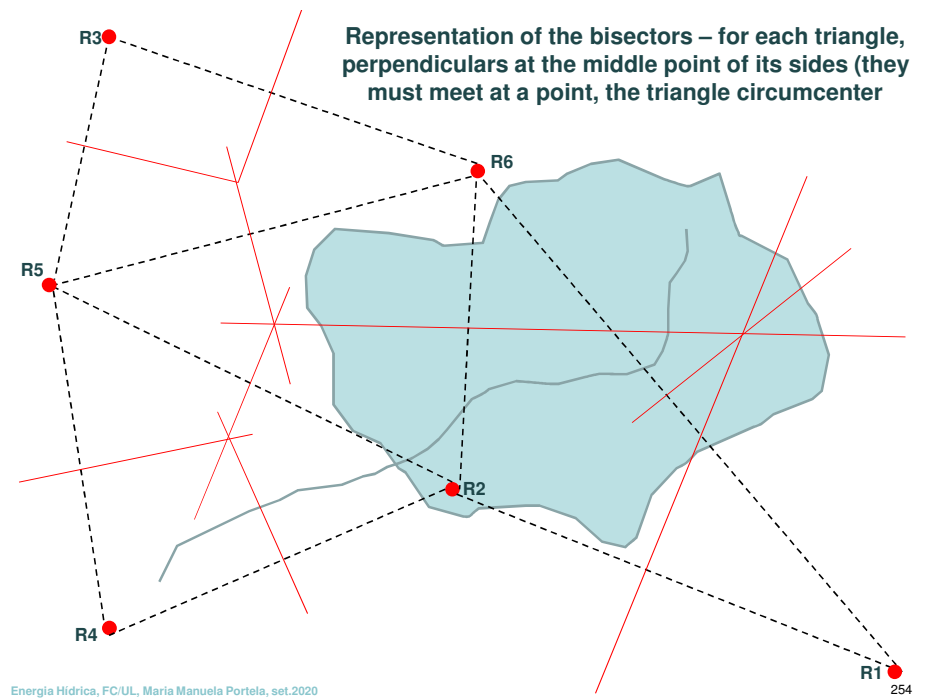 Representation of the bisectors – for each triangle,
perpendiculars at the middle point of its sides (they
must meet at a point, the triangle circumcenter
R3
R6
R5
R2
R4
R1
Energia Hídrica, FC/UL, Maria Manuela Portela, set.2020
254